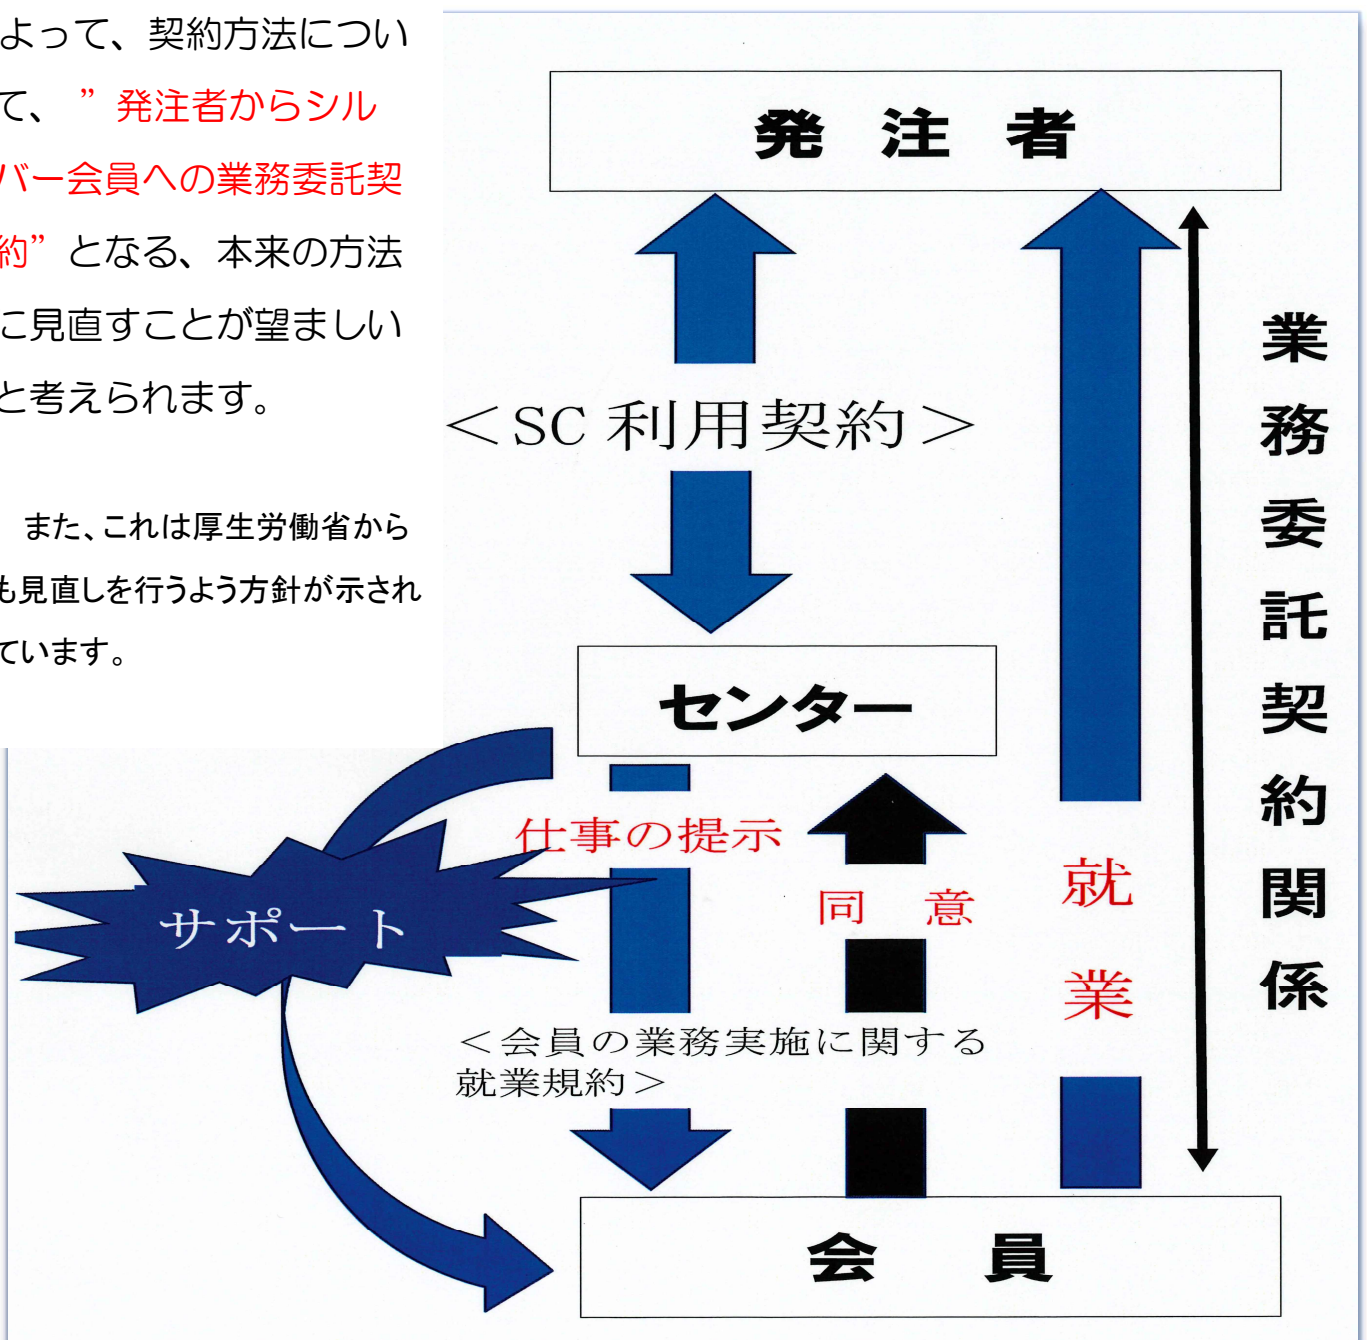 よって、契約方法につい
て、 ”発注者からシル
バー会員への業務委託契
約”となる、本来の方法
に見直すことが望ましい
と考えられます。
また、これは厚生労働省から
も見直しを行うよう方針が示され
ています。
発 注 者
＜SC 利用契約＞
業務委託契約関係
センター
仕事の提示
同 意
就業
サポート
＜会員の業務実施に関する
就業規約＞
会 員